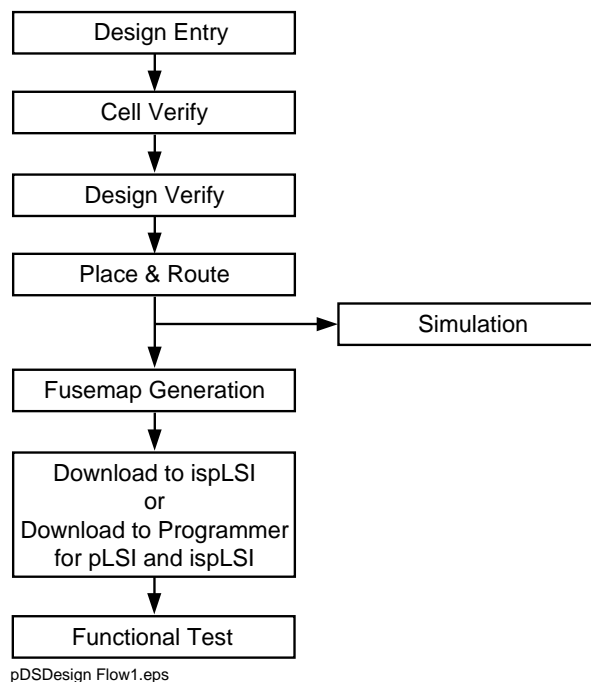 Design Entry
Cell Verify
Design Verify
Place & Route
Simulation
Fusemap Generation
Download to ispLSI
or
Download to Programmer
for pLSI and ispLSI
Functional Test
pDSDesign Flow1.eps